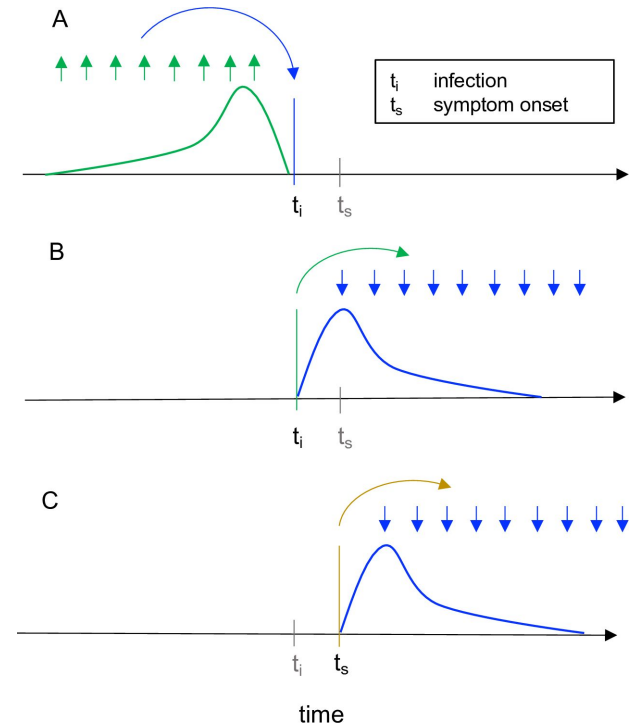 A
tᵢ infection
tₛ symptom onset
tᵢ tₛ
B
tᵢ tₛ
C
tᵢ tₛ
time